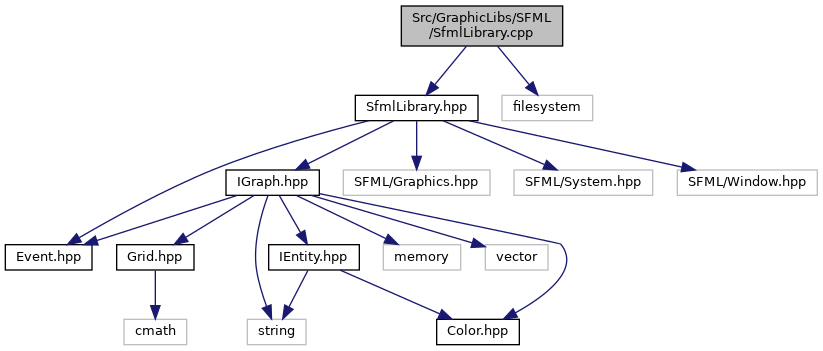 Src/GraphicLibs/SFML
/SfmlLibrary.cpp
SfmlLibrary.hpp
filesystem
IGraph.hpp
SFML/Graphics.hpp
SFML/System.hpp
SFML/Window.hpp
Event.hpp
Grid.hpp
IEntity.hpp
memory
vector
cmath
string
Color.hpp